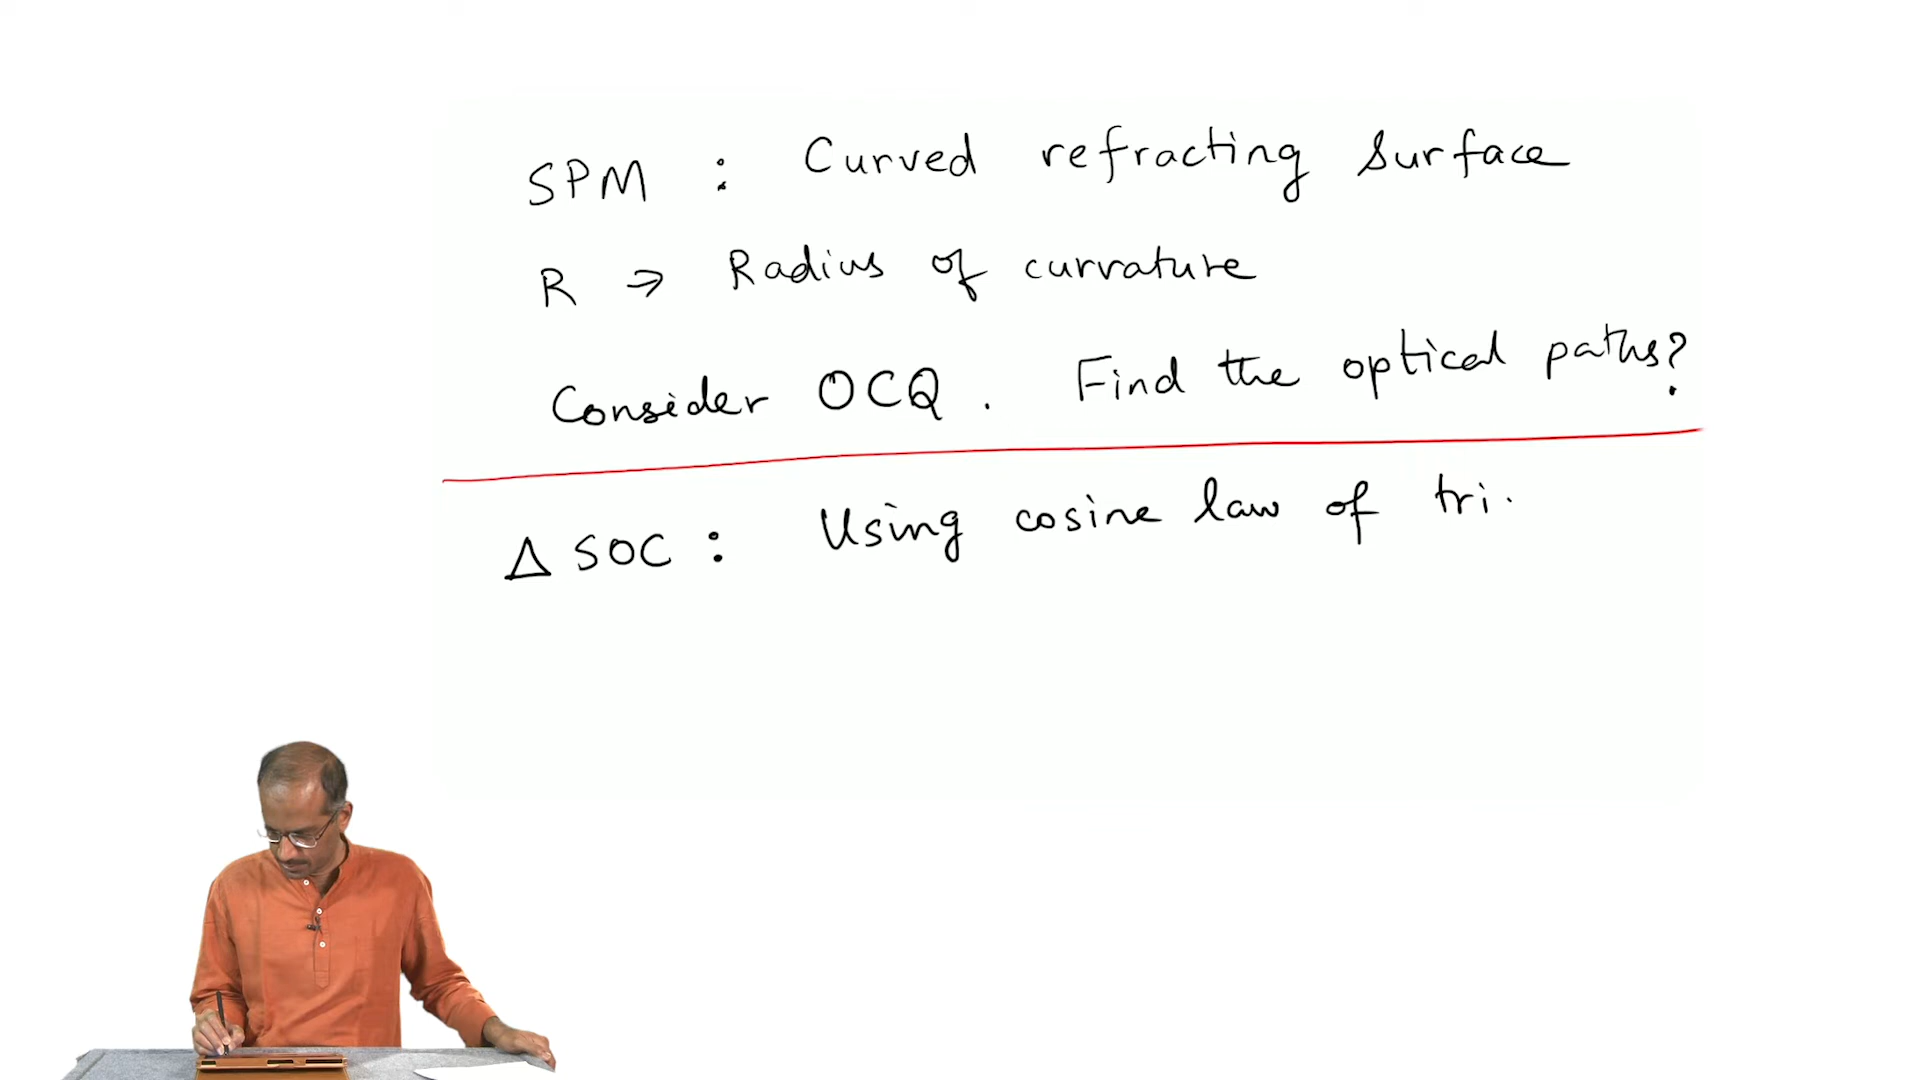 SPM : Curved refracting surface
R → Radius of curvature
Consider OCQ . Find the optical paths?
Δ SOC : Using cosine law of tri.